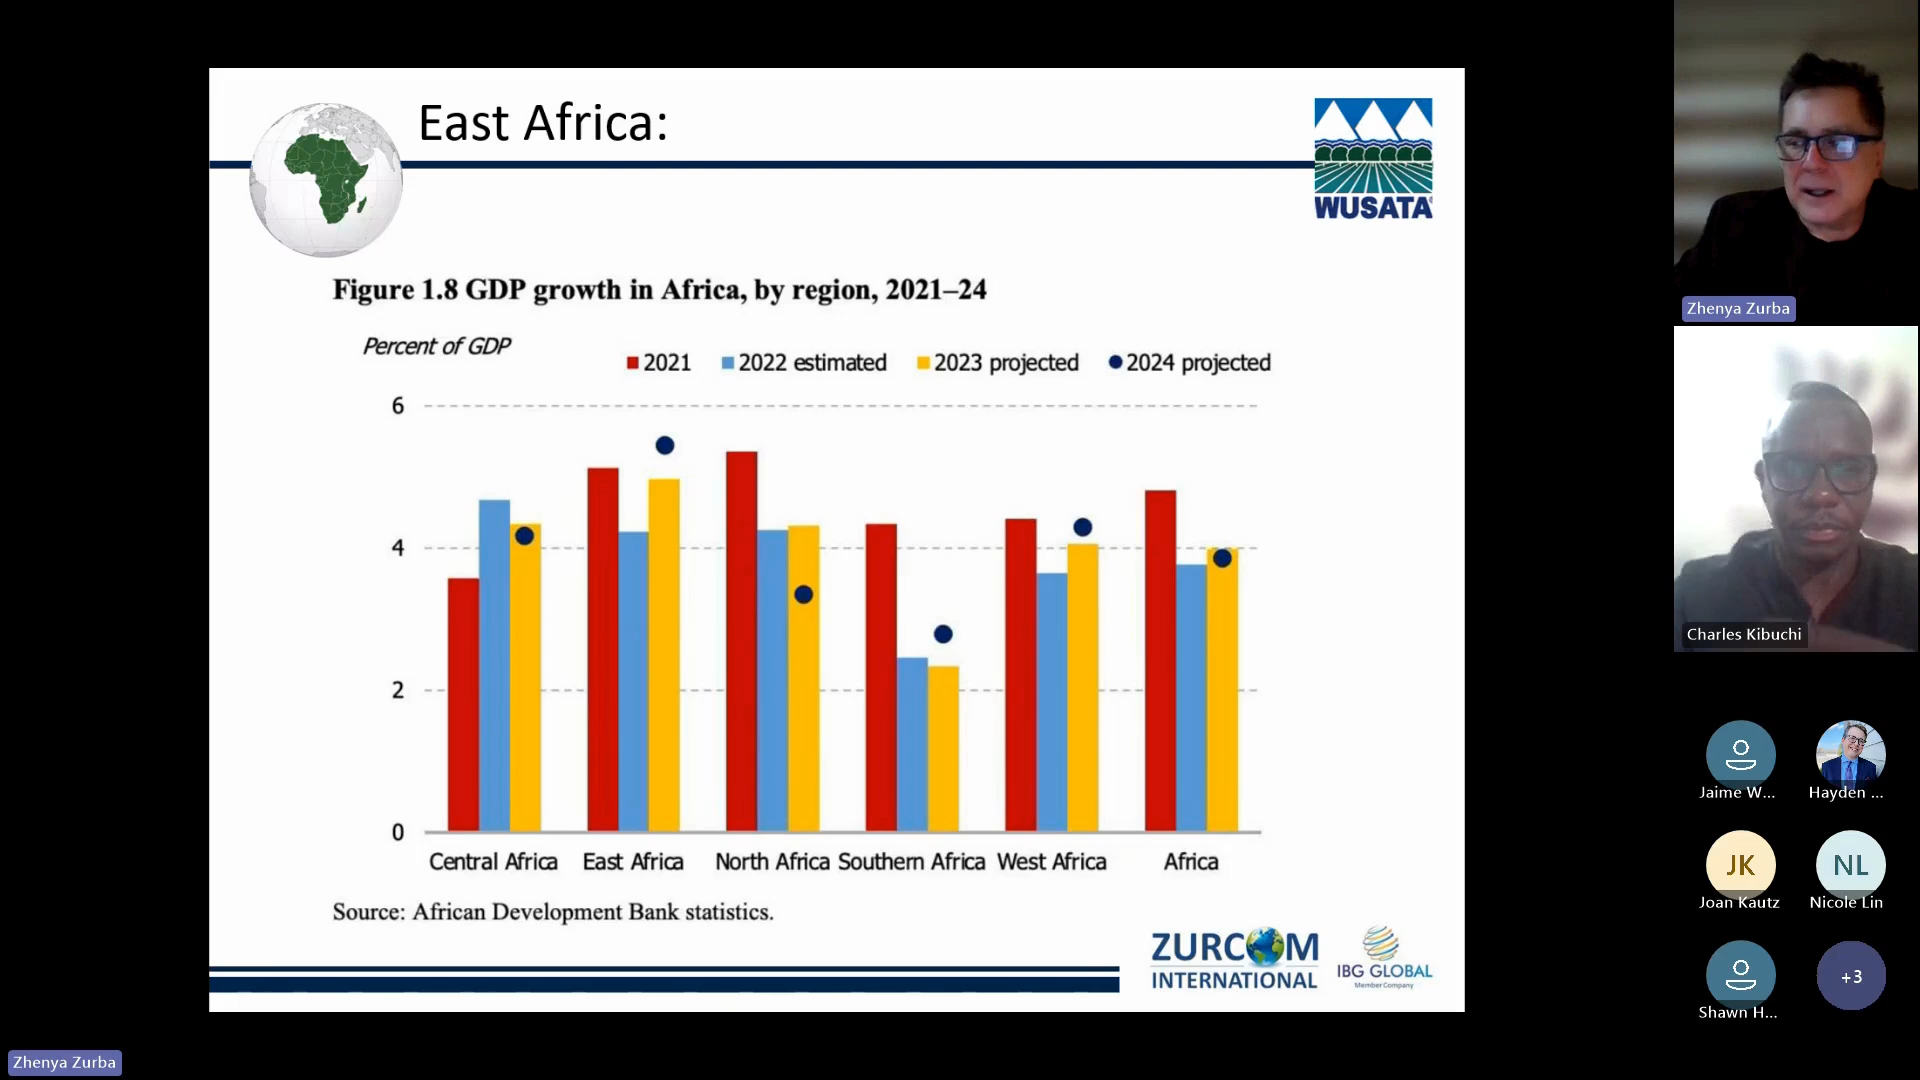 East Africa:
WUSATA
Figure 1.8 GDP growth in Africa, by region, 2021–24
Percent of GDP
2021 2022 estimated 2023 projected 2024 projected
6
4
2
0
Central Africa East Africa North Africa Southern Africa West Africa Africa
Source: African Development Bank statistics.
ZURCOM
INTERNATIONAL
IBG GLOBAL
Member Company
Zhenya Zurba
Charles Kibuchi
Jaime W... Hayden ...
JK NL
Joan Kautz Nicole Lin
+3
Shawn H...
Zhenya Zurba